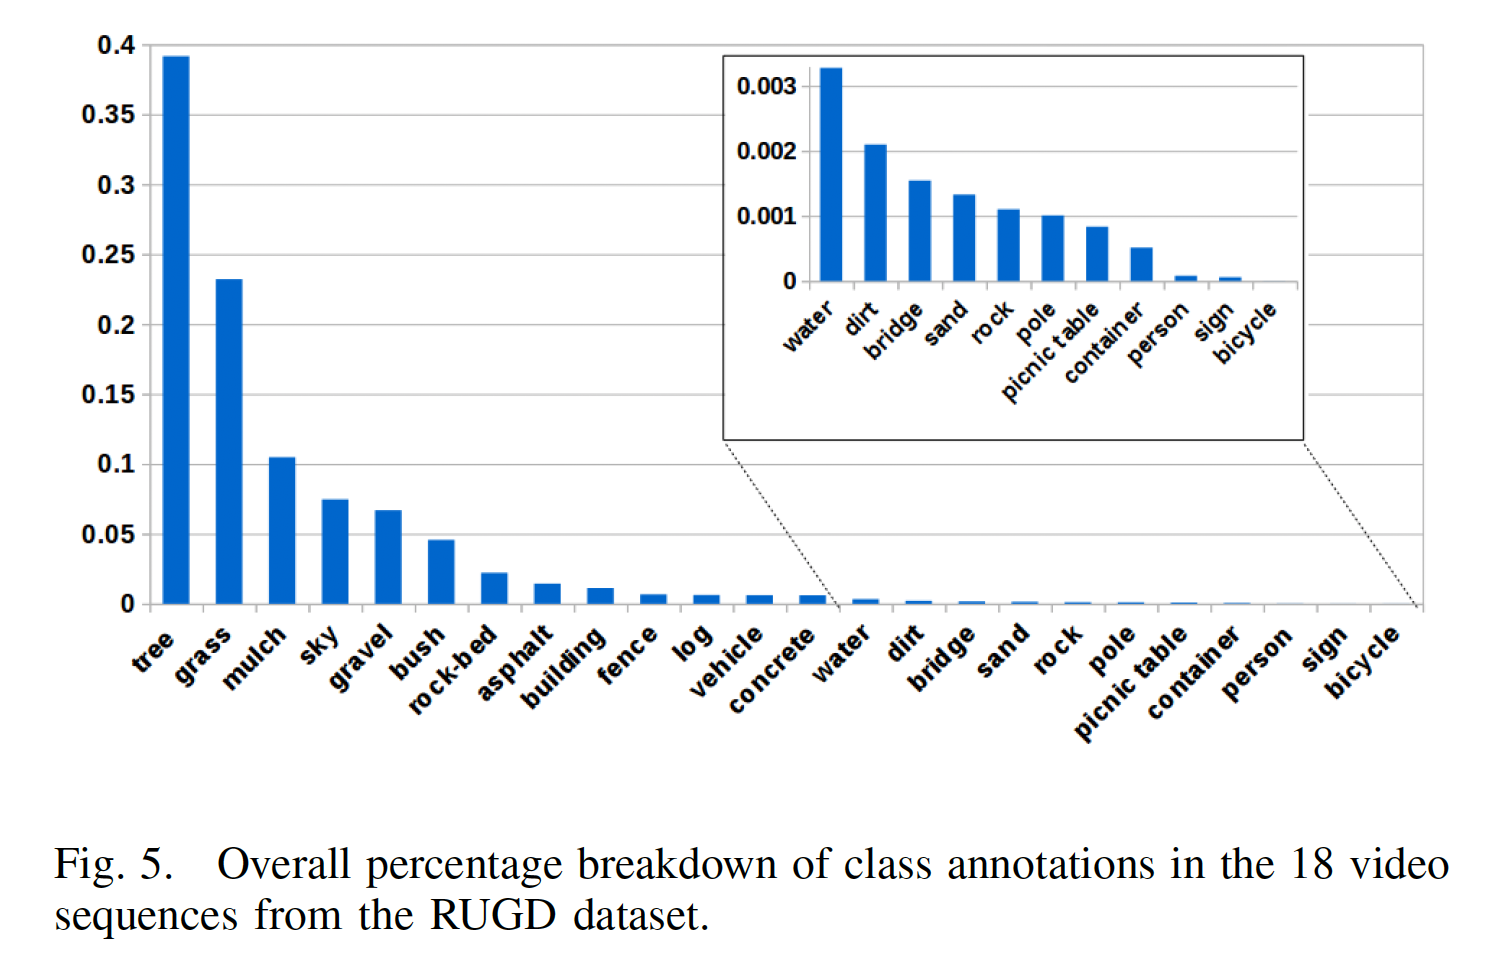 0.4
0.35
0.3
0.25
0.2
0.15
0.1
0.05
0
tree
grass
mulch
sky
gravel
bush
rock-bed
asphalt
building
fence
log
vehicle
concrete
water
dirt
bridge
sand
rock
pole
picnic table
container
person
sign
bicycle
0.003
0.002
0.001
0
water
dirt
bridge
sand
rock
pole
picnic table
container
person
sign
bicycle
Fig. 5. Overall percentage breakdown of class annotations in the 18 video
sequences from the RUGD dataset.